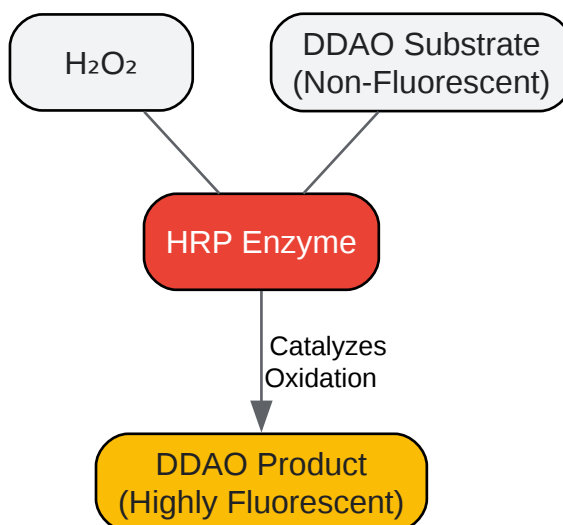 H₂O₂
DDAO Substrate
(Non-Fluorescent)
HRP Enzyme
Catalyzes
Oxidation
DDAO Product
(Highly Fluorescent)